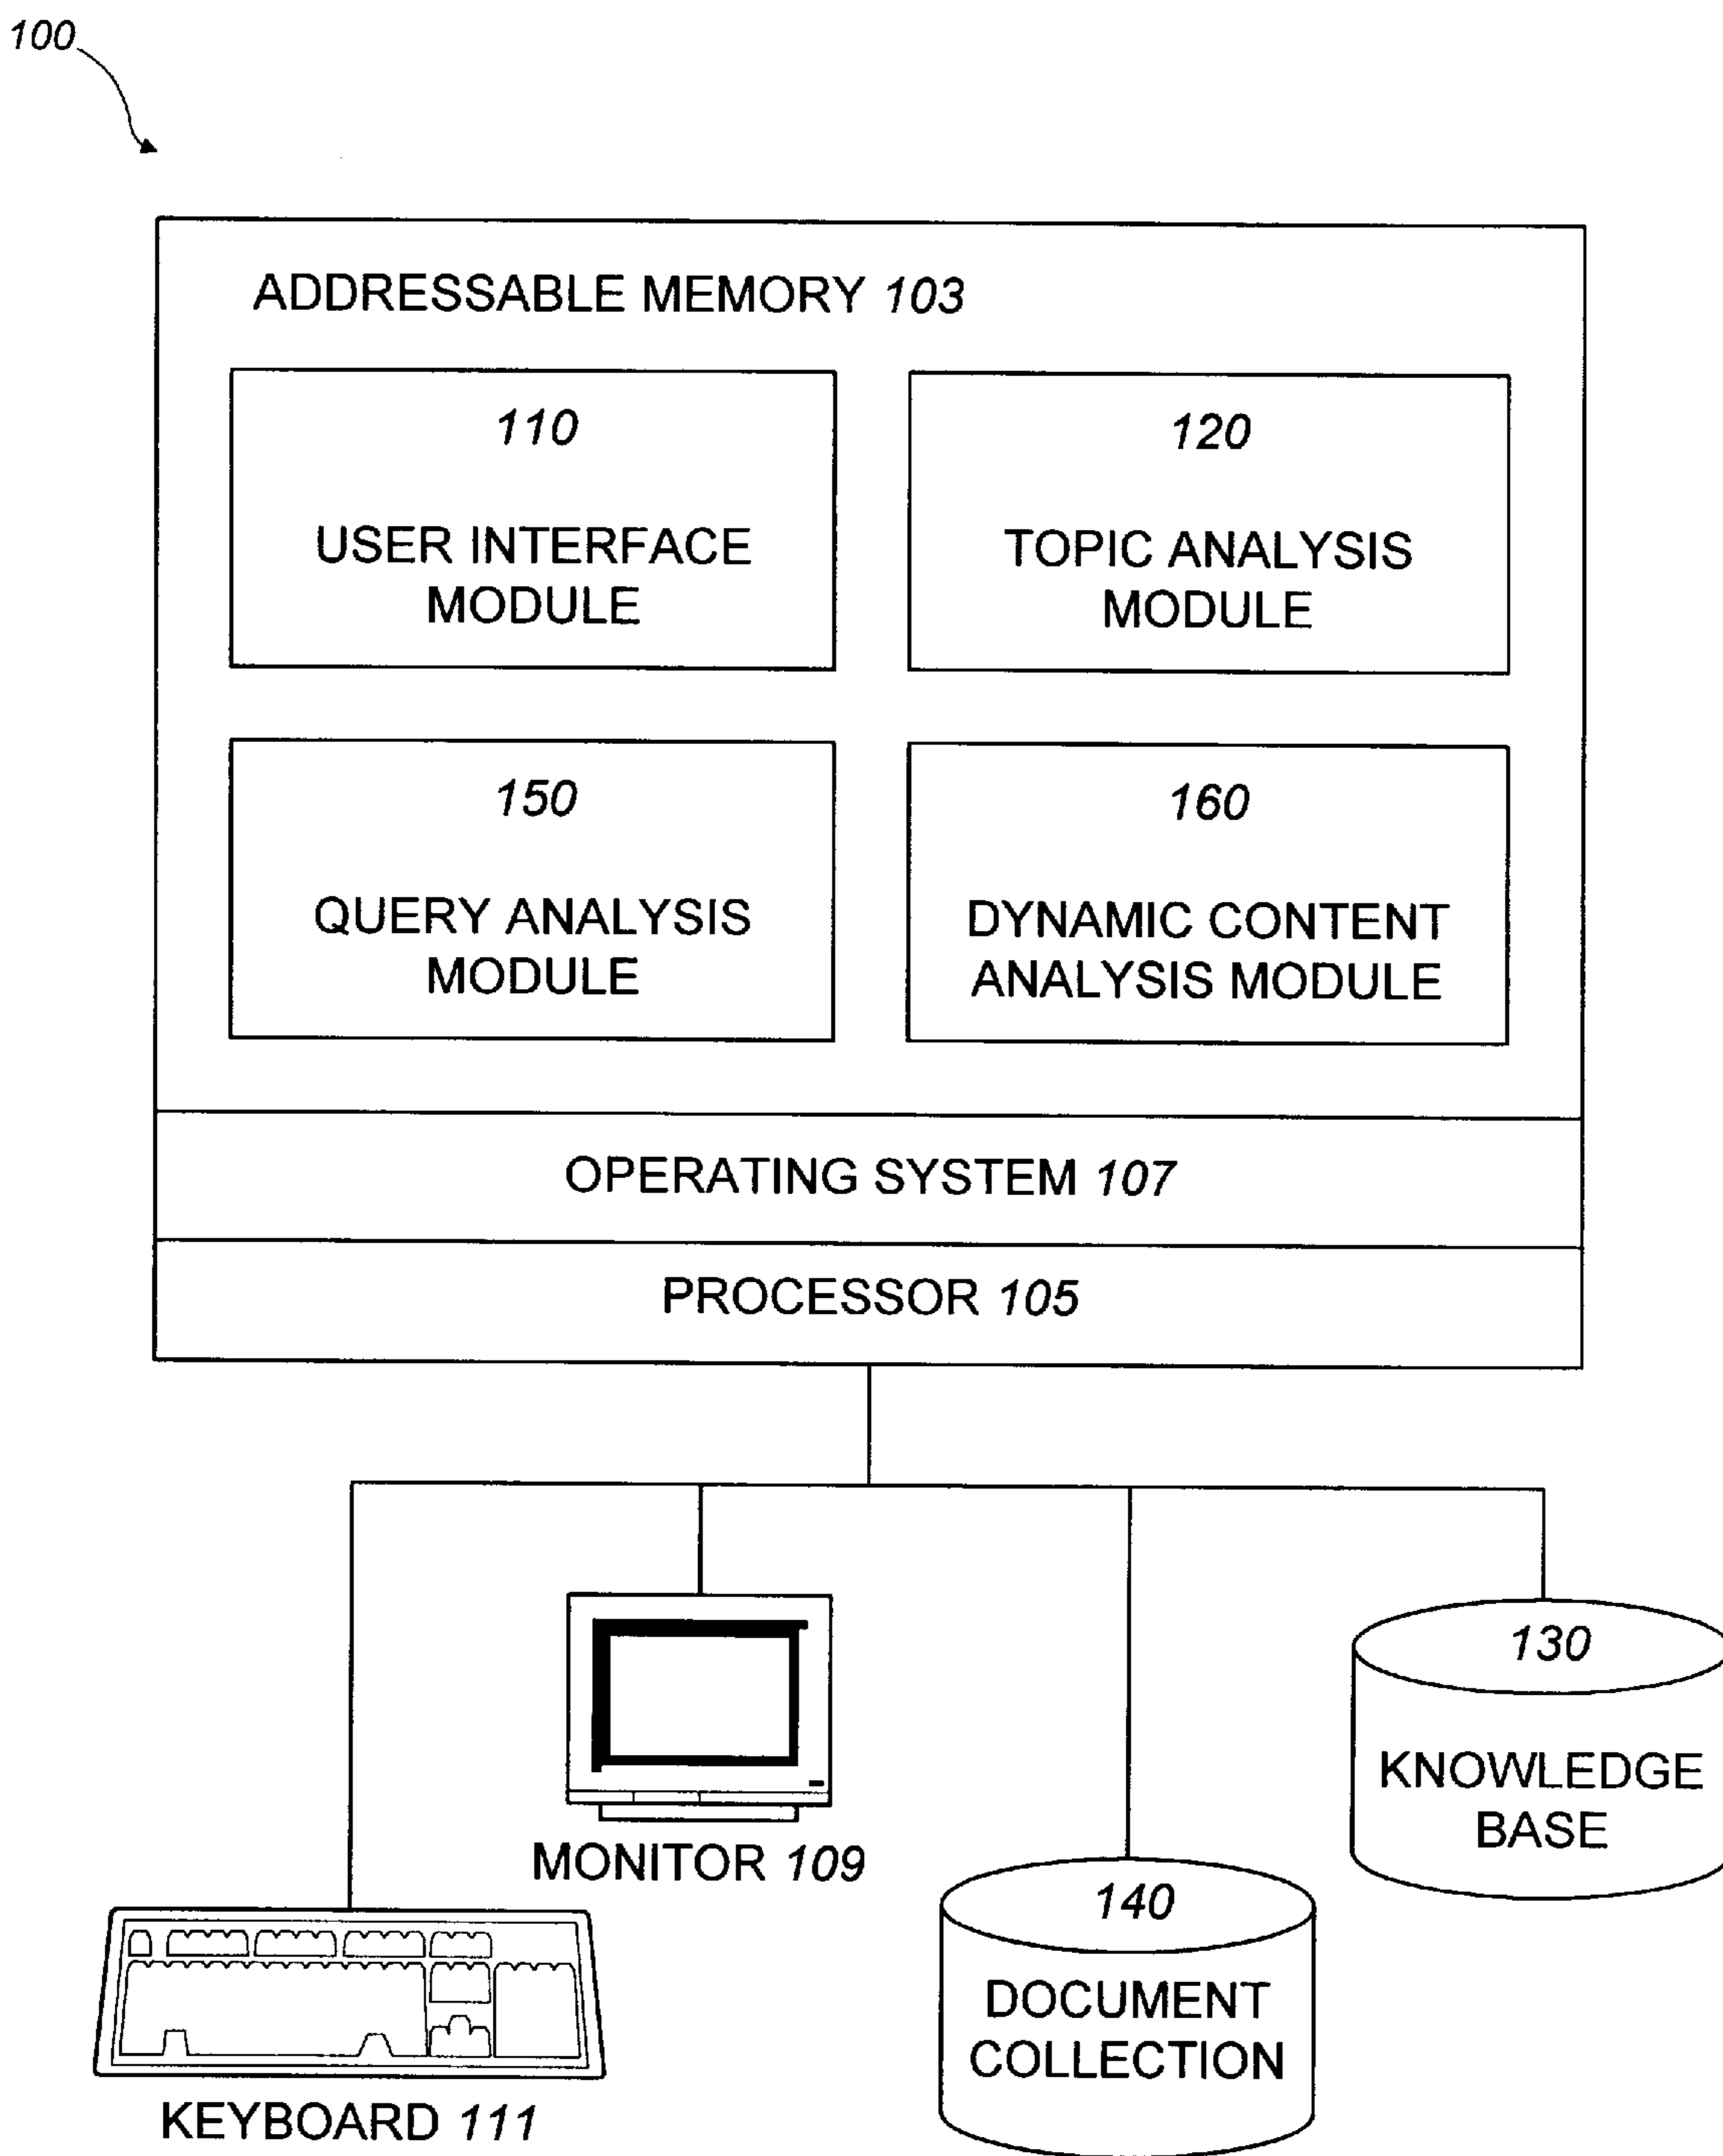 100
ADDRESSABLE MEMORY 103
110
USER INTERFACE
MODULE
120
TOPIC ANALYSIS
MODULE
150
QUERY ANALYSIS
MODULE
160
DYNAMIC CONTENT
ANALYSIS MODULE
OPERATING SYSTEM 107
PROCESSOR 105
130
KNOWLEDGE
BASE
MONITOR 109
140
DOCUMENT
COLLECTION
KEYBOARD 111